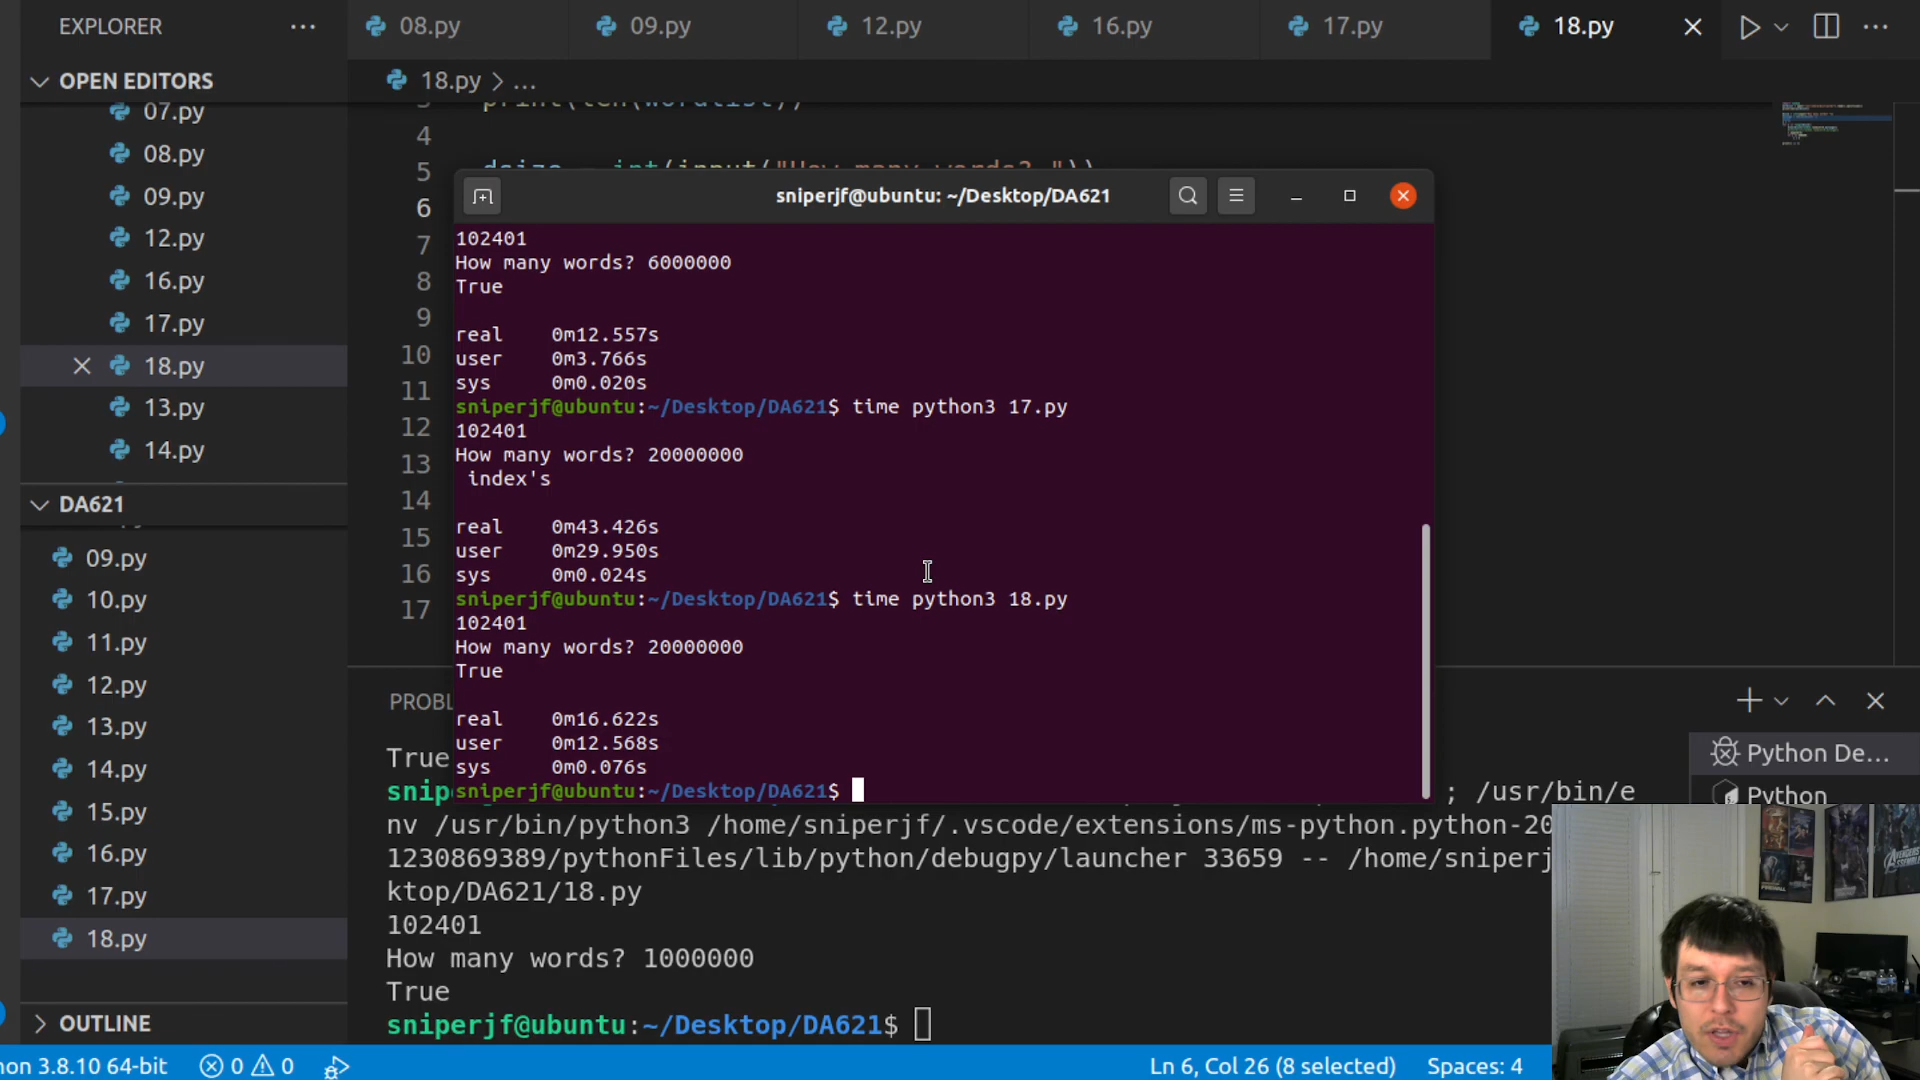 EXPLORER ...
OPEN EDITORS
07.py
08.py
09.py
12.py
16.py
17.py
18.py
13.py
14.py
DA621
09.py
10.py
11.py
12.py
13.py
14.py
15.py
16.py
17.py
18.py
OUTLINE
08.py 09.py 12.py 16.py 17.py 18.py
18.py > ...
print(len(wordlist))
4
5 dsize = int(input("How many words? "))
6
7
8
9
10
11
12
13
14
15
16
17
sniperjf@ubuntu: ~/Desktop/DA621
102401
How many words? 6000000
True
real 0m12.557s
user 0m3.766s
sys 0m0.020s
sniperjf@ubuntu:~/Desktop/DA621$ time python3 17.py
102401
How many words? 20000000
index's
real 0m43.426s
user 0m29.950s
sys 0m0.024s
sniperjf@ubuntu:~/Desktop/DA621$ time python3 18.py
102401
How many words? 20000000
True
real 0m16.622s
user 0m12.568s
sys 0m0.076s
sniperjf@ubuntu:~/Desktop/DA621$
PROBL
Python De...
Python
True
snip ; /usr/bin/e
nv /usr/bin/python3 /home/sniperjf/.vscode/extensions/ms-python.python-20
1230869389/pythonFiles/lib/python/debugpy/launcher 33659 -- /home/sniperj
ktop/DA621/18.py
102401
How many words? 1000000
True
sniperjf@ubuntu:~/Desktop/DA621$
hon 3.8.10 64-bit 0 0 Ln 6, Col 26 (8 selected) Spaces: 4